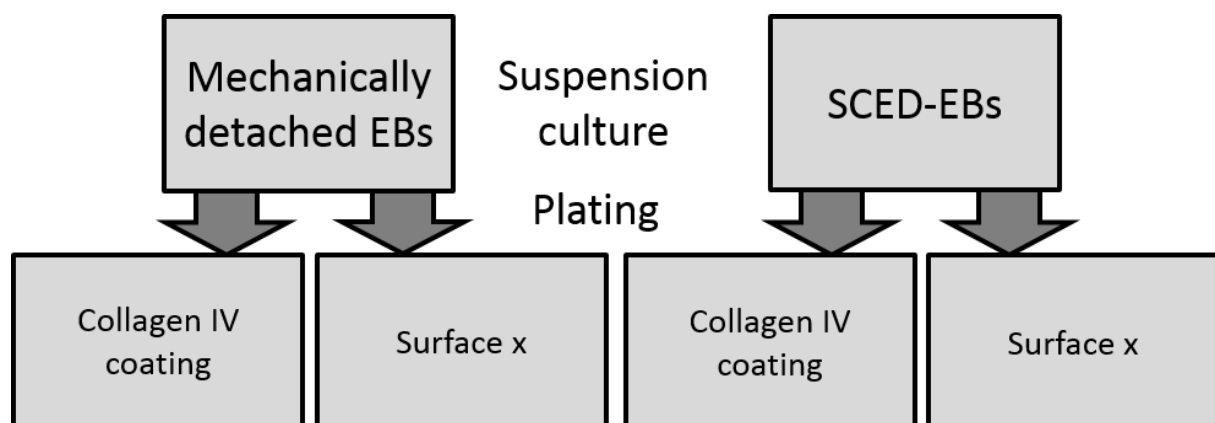 Mechanically
detached EBs
Suspension
culture
SCED-EBs
Plating
Collagen IV
coating
Surface x
Collagen IV
coating
Surface x